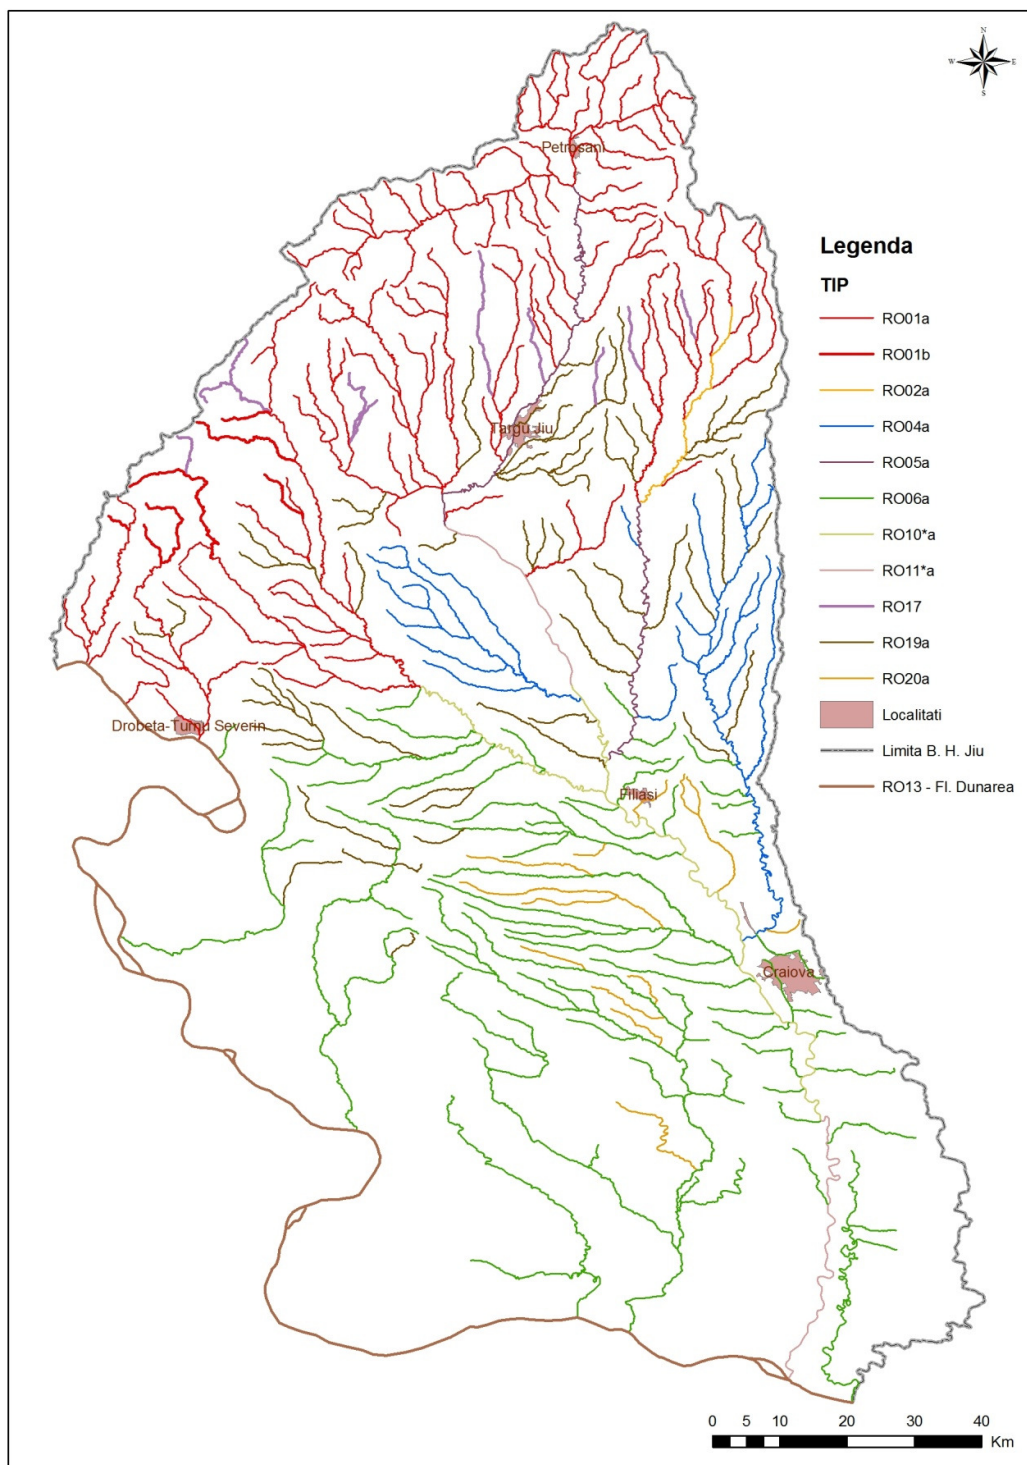 N
W E
S
Petroșani
Legenda
TIP
RO01a
RO01b
RO02a
RO04a
RO05a
RO06a
RO10*a
RO11*a
RO17
RO19a
RO20a
Localitati
Limita B. H. Jiu
RO13 - Fl. Dunarea
Targu Jiu
Drobeta-Turnu Severin
Filiasi
Craiova
0 5 10 20 30 40
Km